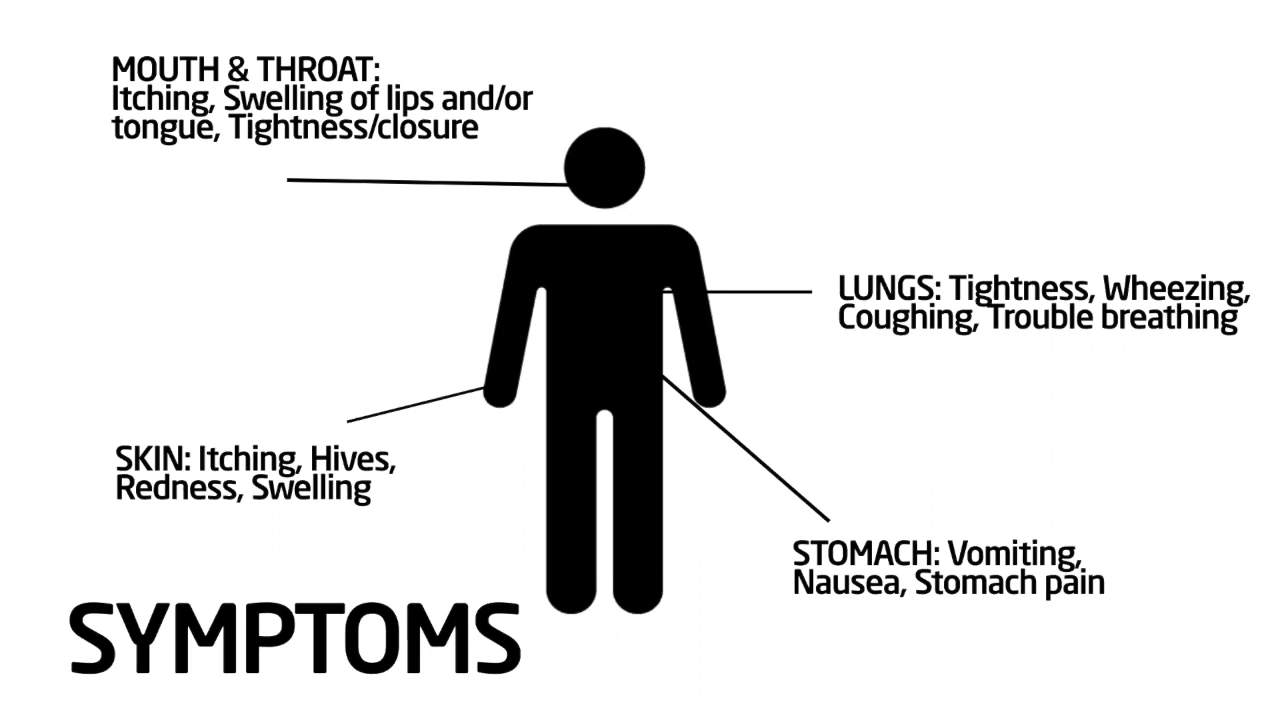 MOUTH & THROAT:
Itching, Swelling of lips and/or
tongue, Tightness/closure
LUNGS: Tightness, Wheezing,
Coughing, Trouble breathing
SKIN: Itching, Hives,
Redness, Swelling
STOMACH: Vomiting,
Nausea, Stomach pain
SYMPTOMS